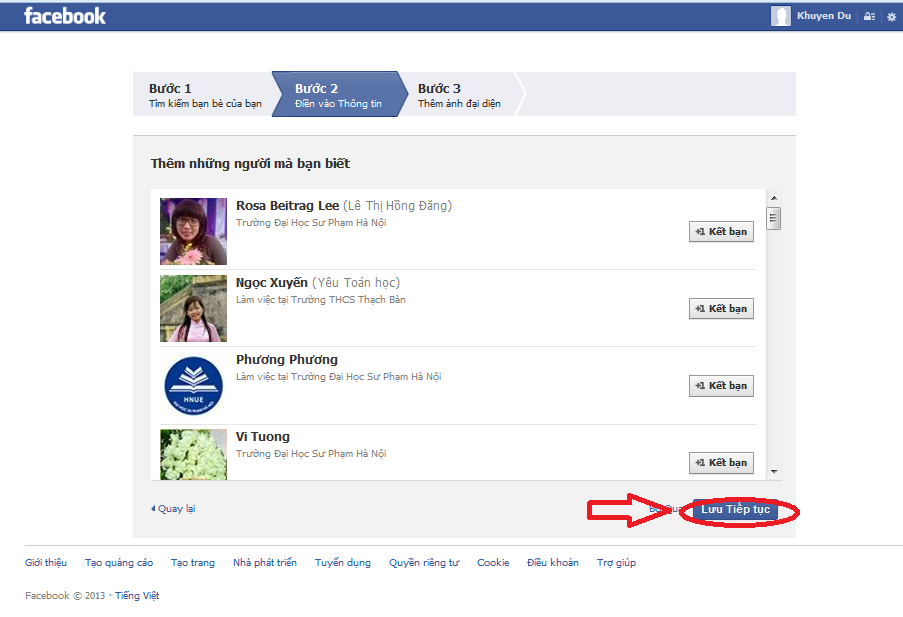 facebook
Khuyen Du
Bước 1
Tìm kiếm bạn bè của bạn
Bước 2
Điền vào Thông tin
Bước 3
Thêm ảnh đại diện
Thêm những người mà bạn biết
Rosa Beitrag Lee (Lê Thị Hồng Đăng)
Trường Đại Học Sư Phạm Hà Nội
+1 Kết bạn
Ngọc Xuyến (Yêu Toán học)
Làm việc tại Trường THCS Thạch Bàn
+1 Kết bạn
Phương Phương
Làm việc tại Trường Đại Học Sư Phạm Hà Nội
HNUE
+1 Kết bạn
Vi Tuong
Trường Đại Học Sư Phạm Hà Nội
+1 Kết bạn
Quay lại
Lưu Tiếp tục
Giới thiệu Tạo quảng cáo Tạo trang Nhà phát triển Tuyển dụng Quyền riêng tư Cookie Điều khoản Trợ giúp
Facebook © 2013 · Tiếng Việt